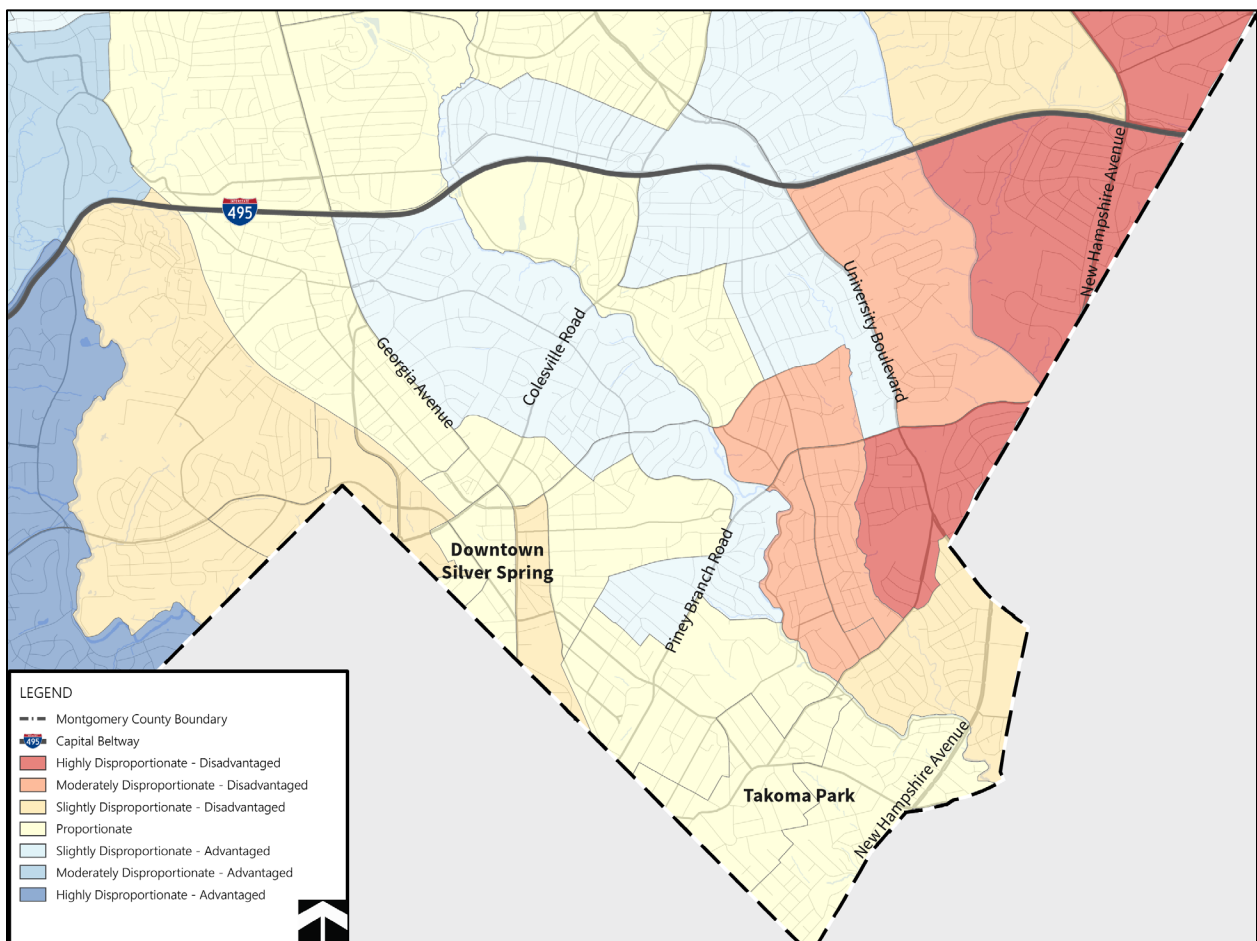 INTERSTATE
495
New Hampshire Avenue
University Boulevard
Colesville Road
Georgia Avenue
Downtown
Silver Spring
Piney Branch Road
Takoma Park
New Hampshire Avenue
LEGEND
Montgomery County Boundary
495
Capital Beltway
Highly Disproportionate - Disadvantaged
Moderately Disproportionate - Disadvantaged
Slightly Disproportionate - Disadvantaged
Proportionate
Slightly Disproportionate - Advantaged
Moderately Disproportionate - Advantaged
Highly Disproportionate - Advantaged